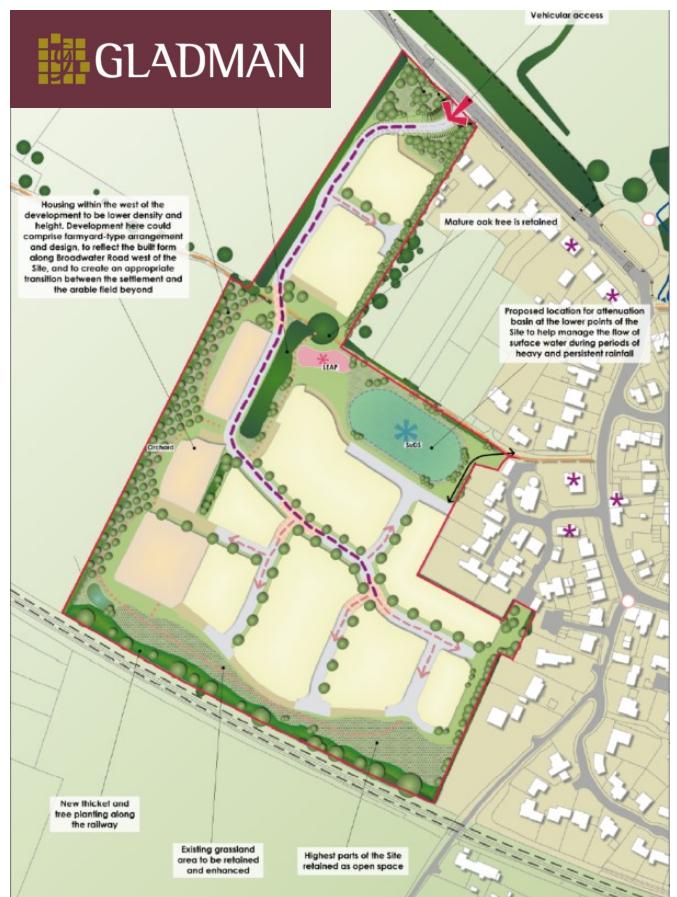 GLADMAN
Vehicular access
Housing within the west of the
development to be lower density and
height. Development here could
comprise farmyard-type arrangement
and design, to reflect the built form
along Broadwater Road west of the
Site, and to create an appropriate
transition between the settlement and
the arable field beyond
Mature oak tree is retained
Proposed location for attenuation
basin at the lower points of the
Site to help manage the flow of
surface water during periods of
heavy and persistent rainfall
LEAP
SuDS
Orchard
New thicket and
tree planting along
the railway
Existing grassland
area to be retained
and enhanced
Highest parts of the Site
retained as open space